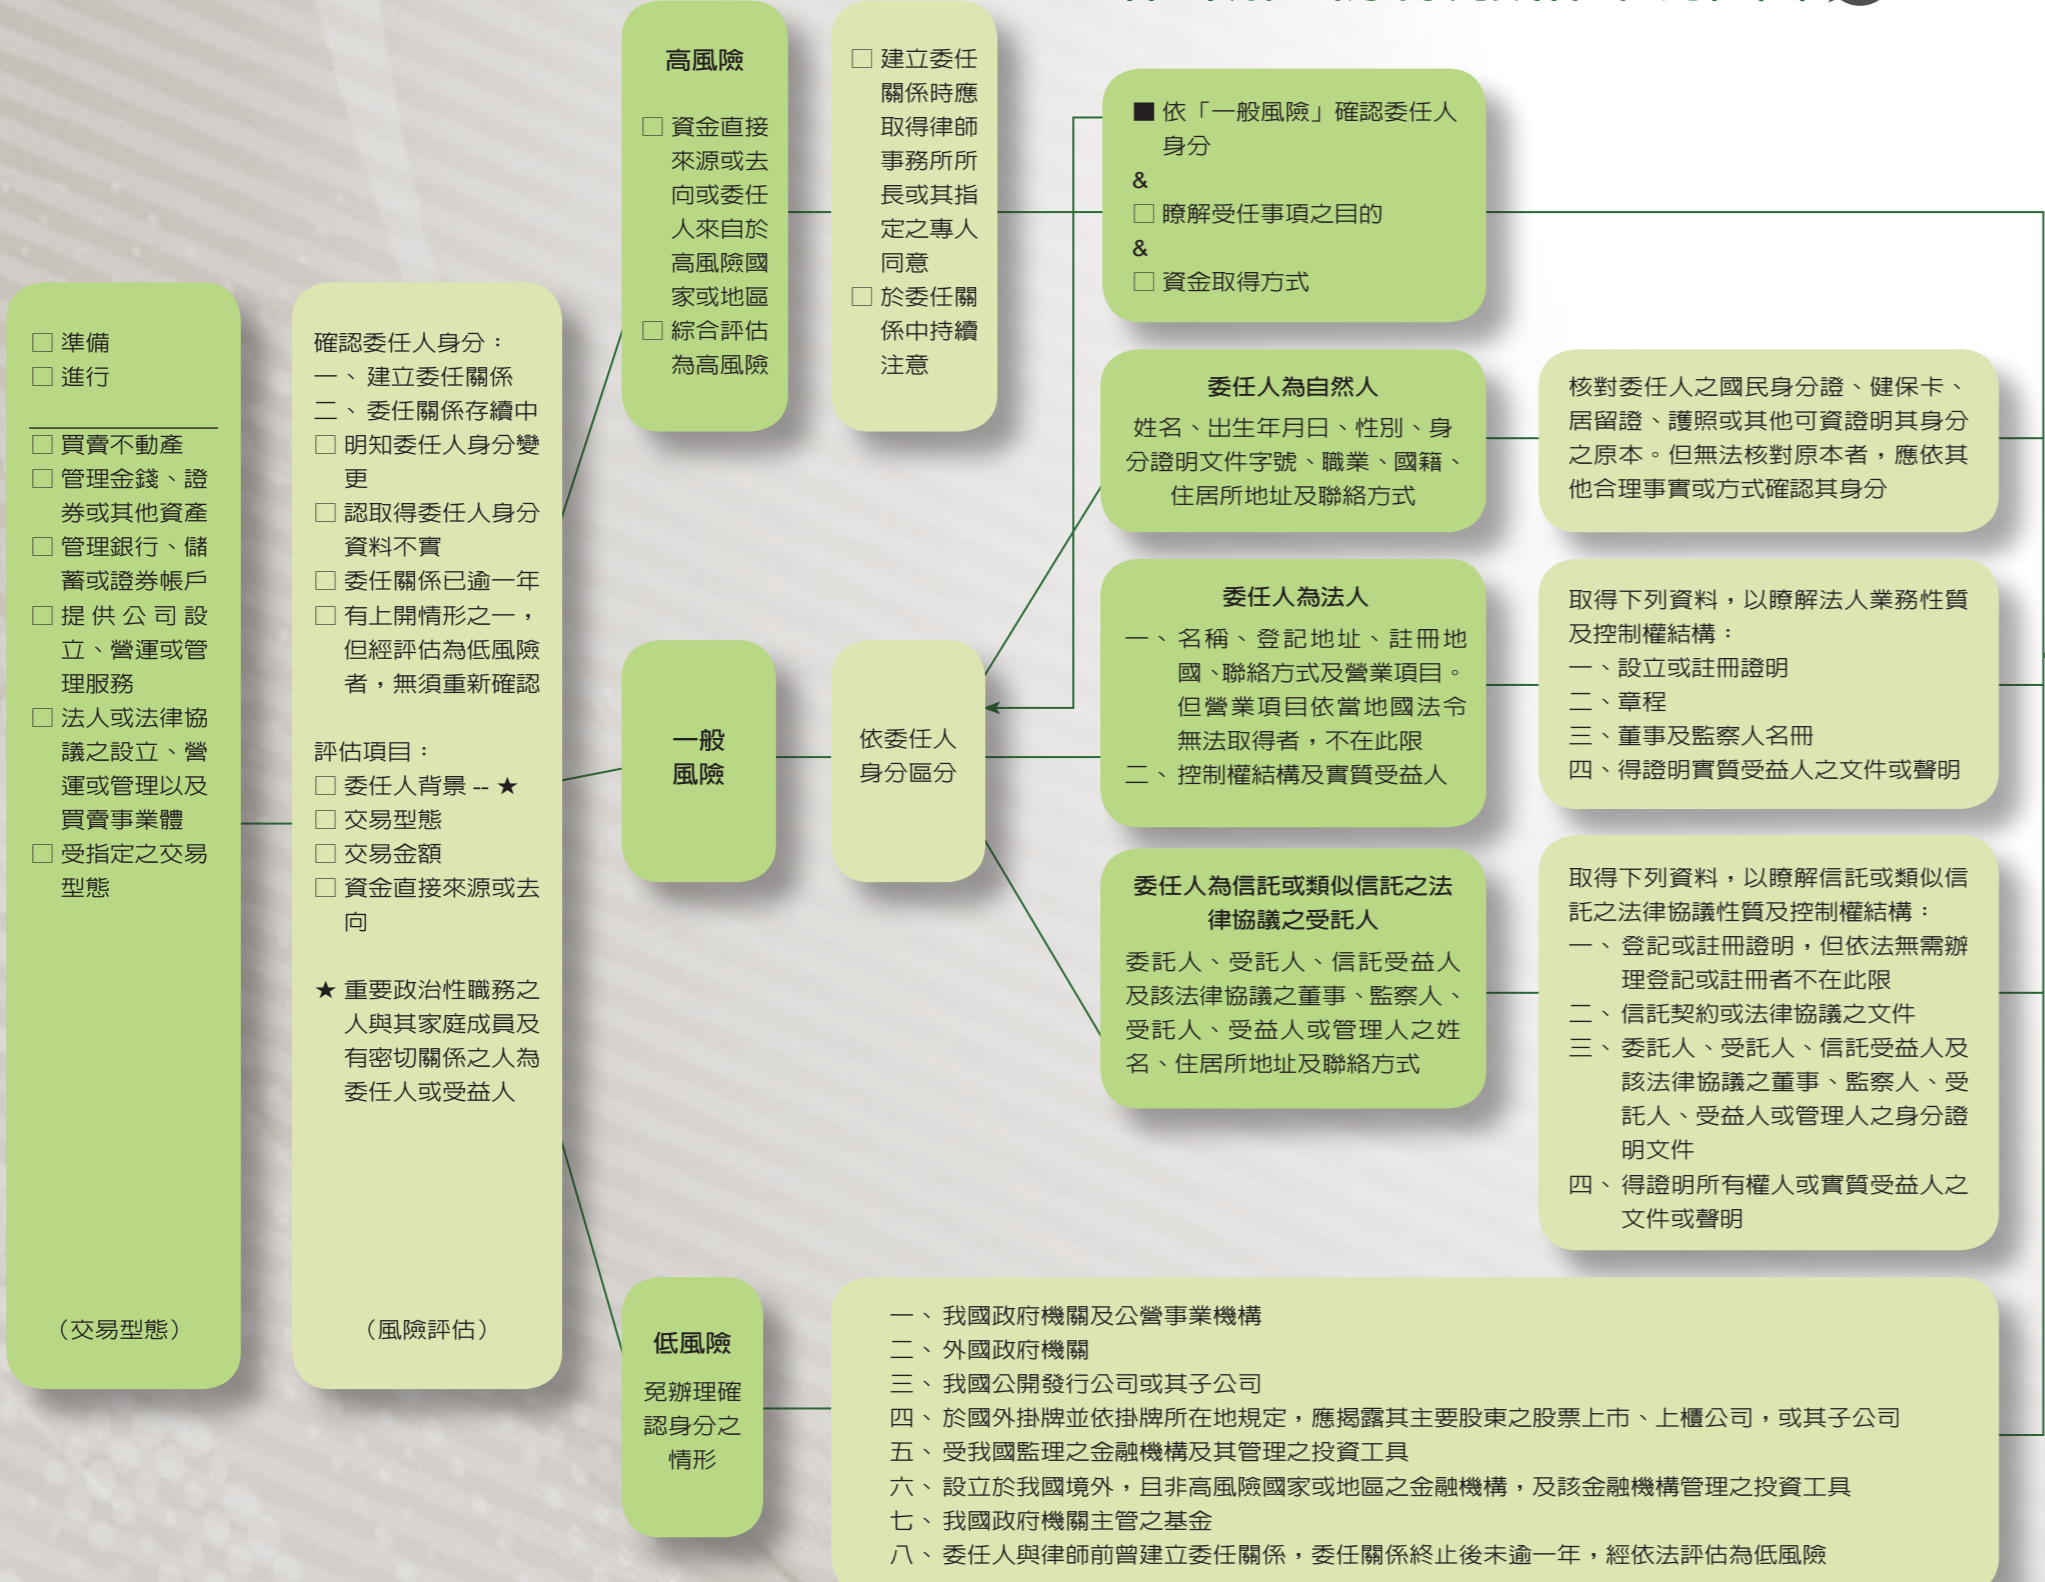 □ 準備
□ 進行
□ 買賣不動產
□ 管理金錢、證
券或其他資產
□ 管理銀行、儲
蓄或證券帳戶
□ 提供公司設
立、營運或管
理服務
□ 法人或法律協
議之設立、營
運或管理以及
買賣事業體
□ 受指定之交易
型態
（交易型態）
確認委任人身分：
一、建立委任關係
二、委任關係存續中
□ 明知委任人身分變
更
□ 認取得委任人身分
資料不實
□ 委任關係已逾一年
□ 有上開情形之一，
但經評估為低風險
者，無須重新確認
評估項目：
□ 委任人背景 -- ★
□ 交易型態
□ 交易金額
□ 資金直接來源或去
向
★ 重要政治性職務之
人與其家庭成員及
有密切關係之人為
委任人或受益人
（風險評估）
高風險
□ 資金直接
來源或去
向或委任
人來自於
高風險國
家或地區
□ 綜合評估
為高風險
□ 建立委任
關係時應
取得律師
事務所所
長或其指
定之專人
同意
□ 於委任關
係中持續
注意
■ 依「一般風險」確認委任人
身分
&
□ 瞭解受任事項之目的
&
□ 資金取得方式
一般
風險
依委任人
身分區分
委任人為自然人
姓名、出生年月日、性別、身
分證明文件字號、職業、國籍、
住居所地址及聯絡方式
核對委任人之國民身分證、健保卡、
居留證、護照或其他可資證明其身分
之原本。但無法核對原本者，應依其
他合理事實或方式確認其身分
委任人為法人
一、名稱、登記地址、註冊地
國、聯絡方式及營業項目。
但營業項目依當地國法令
無法取得者，不在此限
二、控制權結構及實質受益人
取得下列資料，以瞭解法人業務性質
及控制權結構：
一、設立或註冊證明
二、章程
三、董事及監察人名冊
四、得證明實質受益人之文件或聲明
委任人為信託或類似信託之法
律協議之受託人
委託人、受託人、信託受益人
及該法律協議之董事、監察人、
受託人、受益人或管理人之姓
名、住居所地址及聯絡方式
取得下列資料，以瞭解信託或類似信
託之法律協議性質及控制權結構：
一、登記或註冊證明，但依法無需辦
理登記或註冊者不在此限
二、信託契約或法律協議之文件
三、委託人、受託人、信託受益人及
該法律協議之董事、監察人、受
託人、受益人或管理人之身分證
明文件
四、得證明所有權人或實質受益人之
文件或聲明
低風險
免辦理確
認身分之
情形
一、我國政府機關及公營事業機構
二、外國政府機關
三、我國公開發行公司或其子公司
四、於國外掛牌並依掛牌所在地規定，應揭露其主要股東之股票上市、上櫃公司，或其子公司
五、受我國監理之金融機構及其管理之投資工具
六、設立於我國境外，且非高風險國家或地區之金融機構，及該金融機構管理之投資工具
七、我國政府機關主管之基金
八、委任人與律師前曾建立委任關係，委任關係終止後未逾一年，經依法評估為低風險